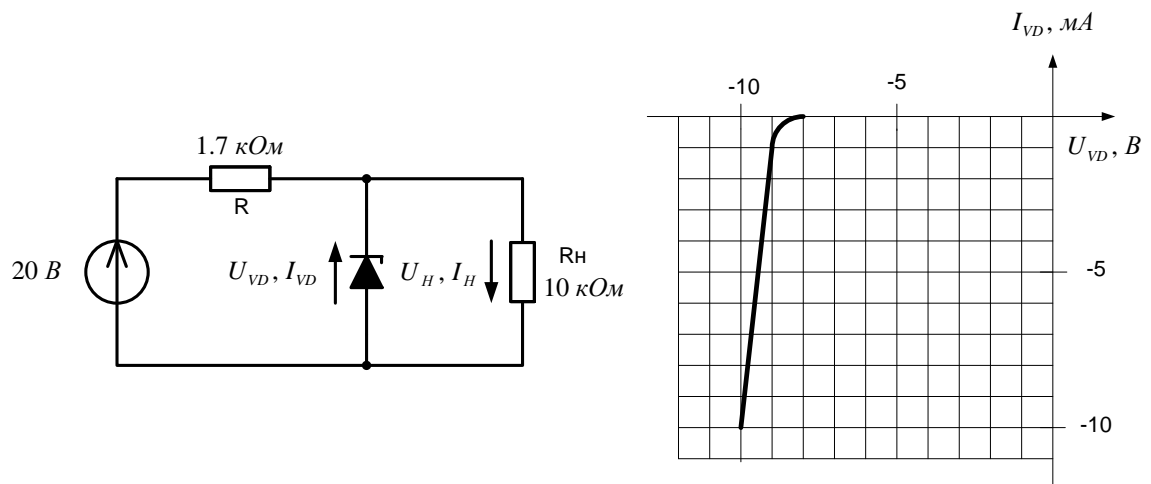 1.7 кОм
R
20 В
U_VD, I_VD
U_H, I_H
Rн
10 кОм
I_VD, мА
-10
-5
U_VD, В
-5
-10